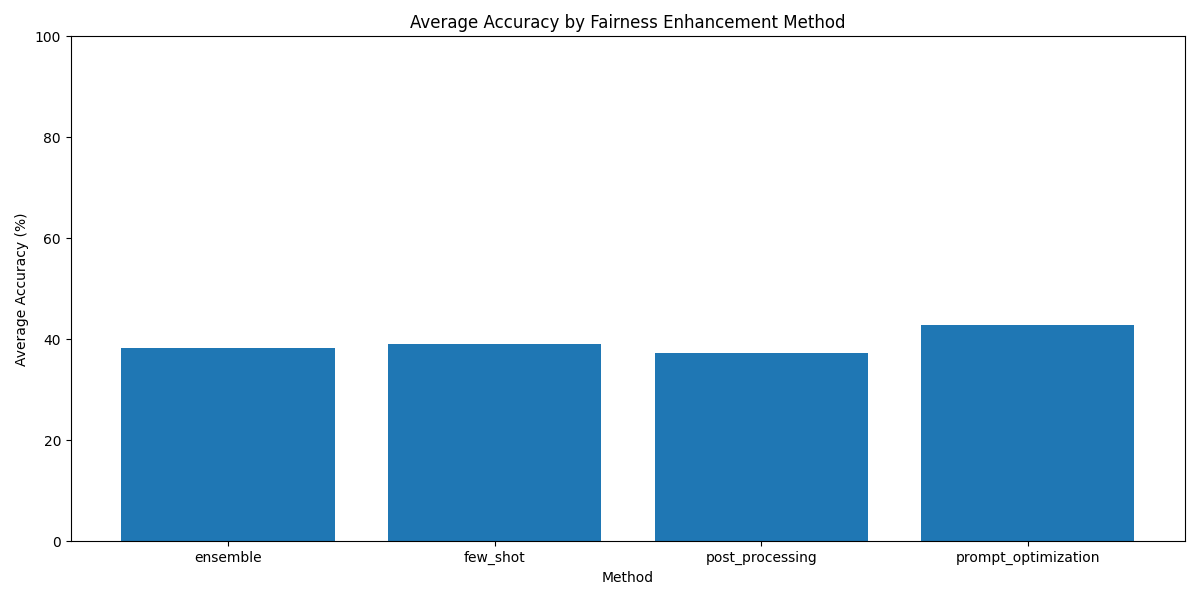 Average Accuracy by Fairness Enhancement Method
100
80
60
40
20
0
Average Accuracy (%)
ensemble few_shot post_processing prompt_optimization
Method